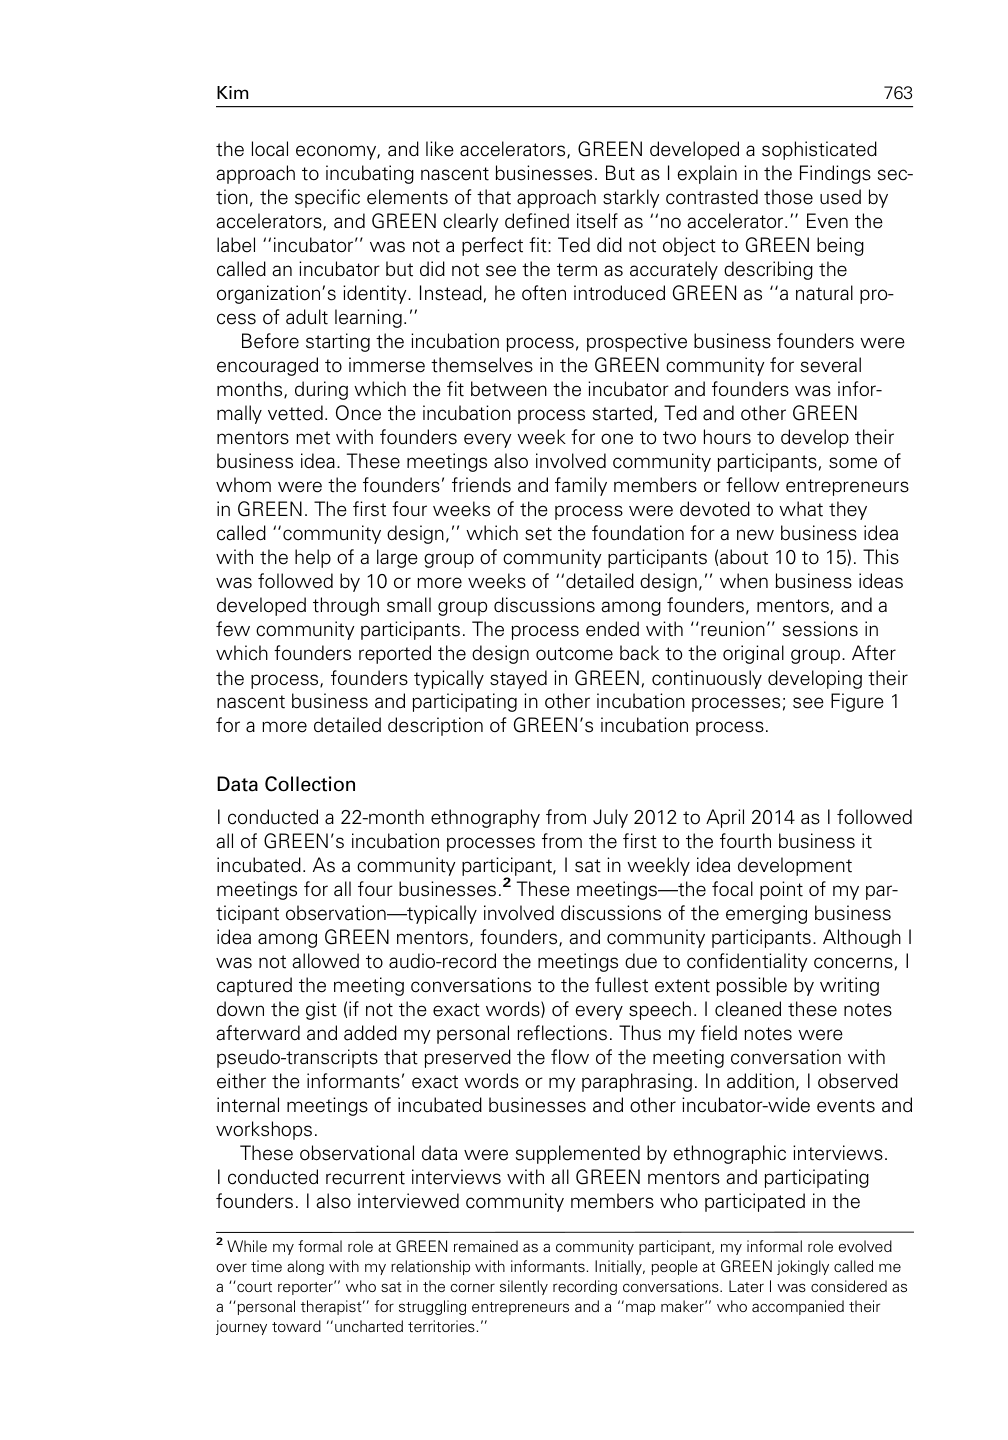 Kim 763
the local economy, and like accelerators, GREEN developed a sophisticated
approach to incubating nascent businesses. But as I explain in the Findings sec-
tion, the specific elements of that approach starkly contrasted those used by
accelerators, and GREEN clearly defined itself as ‘‘no accelerator.’’ Even the
label ‘‘incubator’’ was not a perfect fit: Ted did not object to GREEN being
called an incubator but did not see the term as accurately describing the
organization’s identity. Instead, he often introduced GREEN as ‘‘a natural pro-
cess of adult learning.’’
Before starting the incubation process, prospective business founders were
encouraged to immerse themselves in the GREEN community for several
months, during which the fit between the incubator and founders was infor-
mally vetted. Once the incubation process started, Ted and other GREEN
mentors met with founders every week for one to two hours to develop their
business idea. These meetings also involved community participants, some of
whom were the founders’ friends and family members or fellow entrepreneurs
in GREEN. The first four weeks of the process were devoted to what they
called ‘‘community design,’’ which set the foundation for a new business idea
with the help of a large group of community participants (about 10 to 15). This
was followed by 10 or more weeks of ‘‘detailed design,’’ when business ideas
developed through small group discussions among founders, mentors, and a
few community participants. The process ended with ‘‘reunion’’ sessions in
which founders reported the design outcome back to the original group. After
the process, founders typically stayed in GREEN, continuously developing their
nascent business and participating in other incubation processes; see Figure 1
for a more detailed description of GREEN’s incubation process.
Data Collection
I conducted a 22-month ethnography from July 2012 to April 2014 as I followed
all of GREEN’s incubation processes from the first to the fourth business it
incubated. As a community participant, I sat in weekly idea development
meetings for all four businesses.2 These meetings—the focal point of my par-
ticipant observation—typically involved discussions of the emerging business
idea among GREEN mentors, founders, and community participants. Although I
was not allowed to audio-record the meetings due to confidentiality concerns, I
captured the meeting conversations to the fullest extent possible by writing
down the gist (if not the exact words) of every speech. I cleaned these notes
afterward and added my personal reflections. Thus my field notes were
pseudo-transcripts that preserved the flow of the meeting conversation with
either the informants’ exact words or my paraphrasing. In addition, I observed
internal meetings of incubated businesses and other incubator-wide events and
workshops.
These observational data were supplemented by ethnographic interviews.
I conducted recurrent interviews with all GREEN mentors and participating
founders. I also interviewed community members who participated in the
2 While my formal role at GREEN remained as a community participant, my informal role evolved
over time along with my relationship with informants. Initially, people at GREEN jokingly called me
a ‘‘court reporter’’ who sat in the corner silently recording conversations. Later I was considered as
a ‘‘personal therapist’’ for struggling entrepreneurs and a ‘‘map maker’’ who accompanied their
journey toward ‘‘uncharted territories.’’